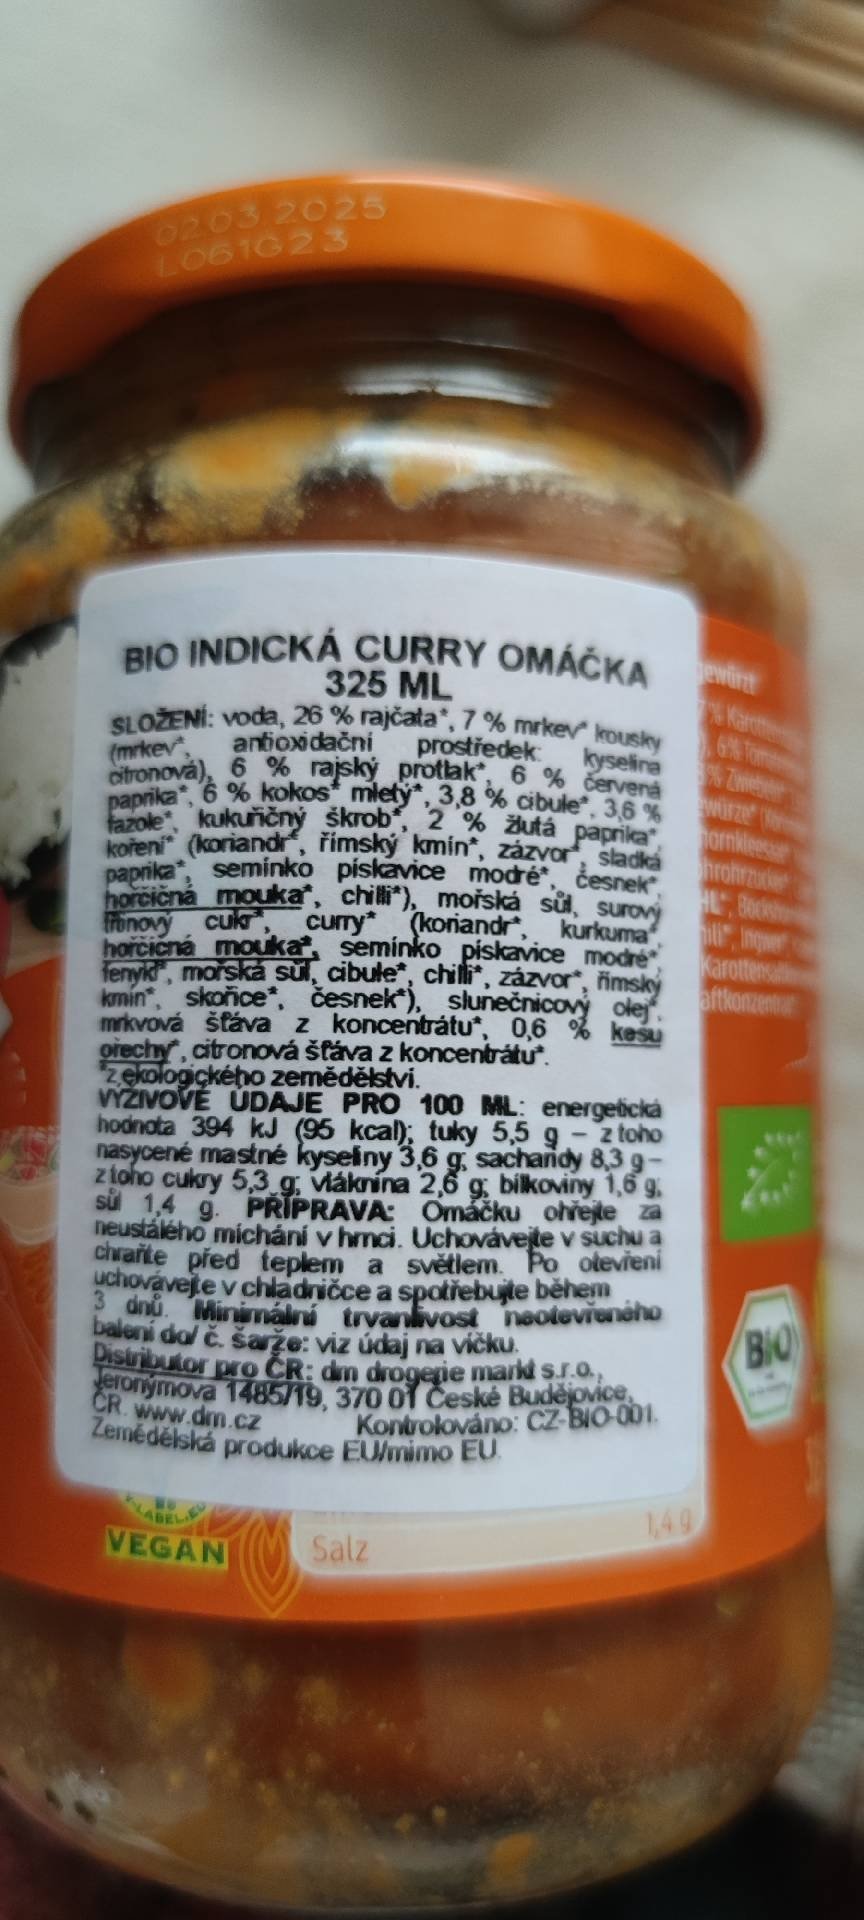 02.03.2025
L061023
BIO INDICKÁ CURRY OMÁČKA
325 ML
SLOŽENÍ: voda, 26 % rajčata*, 7 % mrkev* kousky
(mrkev*, antioxidační prostředek: kyselina
citronová), 6 % rajský protlak*, 6 % červená
paprika*, 6 % kokos* mletý*, 3,8 % cibule*, 3,6 %
fazole*, kukuřičný škrob*, 2 % žlutá paprika*,
koření* (koriandr*, římský kmín*, zázvor*, sladká
paprika*, semínko pískavice modré*, česnek*,
hořčičná mouka*, chilli*), mořská sůl, surový
třtinový cukr*, curry* (koriandr*, kurkuma*,
hořčičná mouka*, semínko pískavice modré*,
fenykl*, mořská sůl, cibule*, chilli*, zázvor*, římský
kmín*, skořice*, česnek*), slunečnicový olej*,
mrkvová šťáva z koncentrátu*, 0,6 % kešu
ořechy*, citronová šťáva z koncentrátu*.
*z ekologického zemědělství.
VÝŽIVOVÉ ÚDAJE PRO 100 ML: energetická
hodnota 394 kJ (95 kcal); tuky 5,5 g – z toho
nasycené mastné kyseliny 3,6 g; sacharidy 8,3 g –
z toho cukry 5,3 g; vláknina 2,6 g; bílkoviny 1,6 g;
sůl 1,4 g. PŘÍPRAVA: Omáčku ohřejte za
neustálého míchání v hrnci. Uchovávejte v suchu a
chraňte před teplem a světlem. Po otevření
uchovávejte v chladničce a spotřebujte během
3 dnů. Minimální trvanlivost neotevřeného
balení do/ č. šarže: viz údaj na víčku.
Distributor pro ČR: dm drogerie markt s.r.o.,
Jeronýmova 1485/19, 370 01 České Budějovice,
ČR. www.dm.cz Kontrolováno: CZ-BIO-001.
Zemědělská produkce EU/mimo EU.
BIO
V-LABEL.EU
VEGAN
Salz 1,4 g